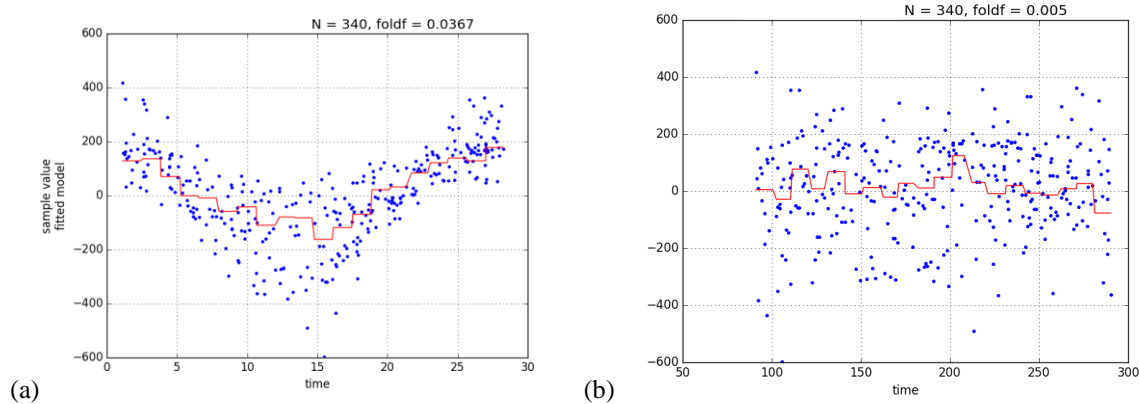 N = 340, foldf = 0.0367
600
400
200
0
−200
−400
−600
sample value
fitted model
0 5 10 15 20 25 30
time
(a)
N = 340, foldf = 0.005
600
400
200
0
−200
−400
−600
50 100 150 200 250 300
time
(b)